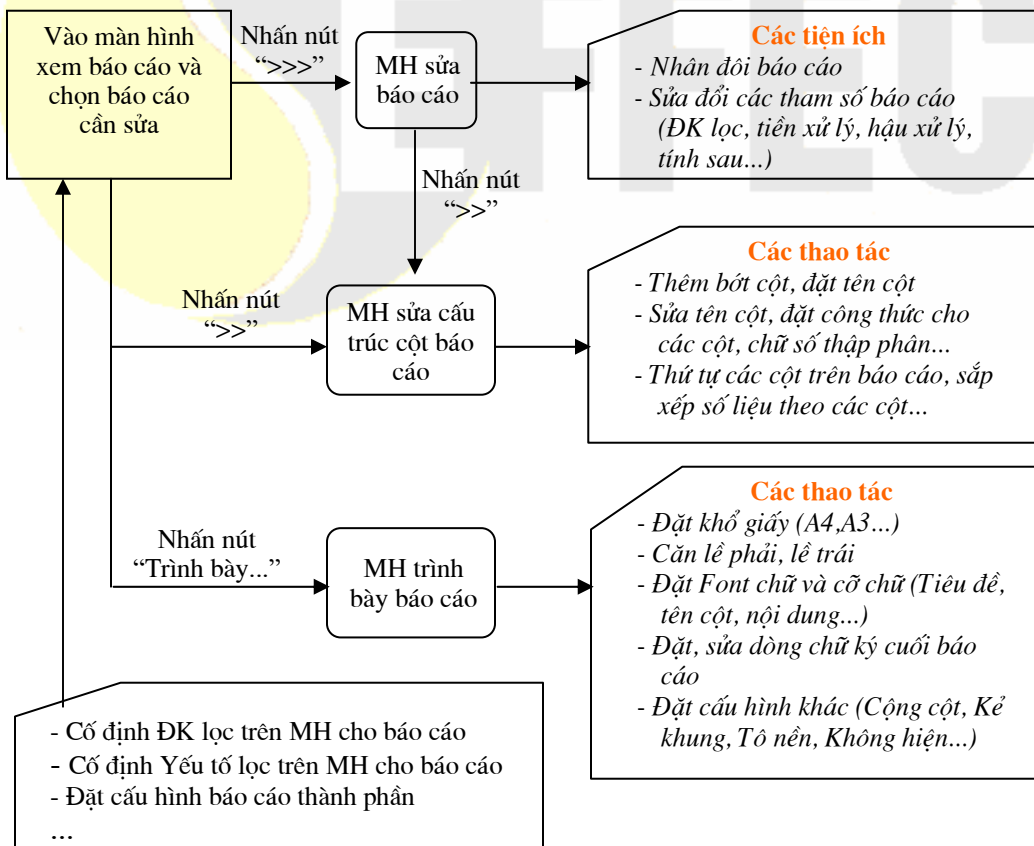 Vào màn hình
xem báo cáo và
chọn báo cáo
cần sửa
Nhấn nút
“>>>”
MH sửa
báo cáo
Các tiện ích
- Nhân đôi báo cáo
- Sửa đổi các tham số báo cáo
(ĐK lọc, tiền xử lý, hậu xử lý,
tính sau...)
Nhấn nút
“>>”
Nhấn nút
“>>”
MH sửa cấu
trúc cột báo
cáo
Các thao tác
- Thêm bớt cột, đặt tên cột
- Sửa tên cột, đặt công thức cho
các cột, chữ số thập phân...
- Thứ tự các cột trên báo cáo, sắp
xếp số liệu theo các cột...
Nhấn nút
“Trình bày...”
MH trình
bày báo cáo
Các thao tác
- Đặt khổ giấy (A4,A3...)
- Căn lề phải, lề trái
- Đặt Font chữ và cỡ chữ (Tiêu đề,
tên cột, nội dung...)
- Đặt, sửa dòng chữ ký cuối báo
cáo
- Đặt cấu hình khác (Cộng cột, Kẻ
khung, Tô nền, Không hiện...)
- Cố định ĐK lọc trên MH cho báo cáo
- Cố định Yếu tố lọc trên MH cho báo cáo
- Đặt cấu hình báo cáo thành phần
...